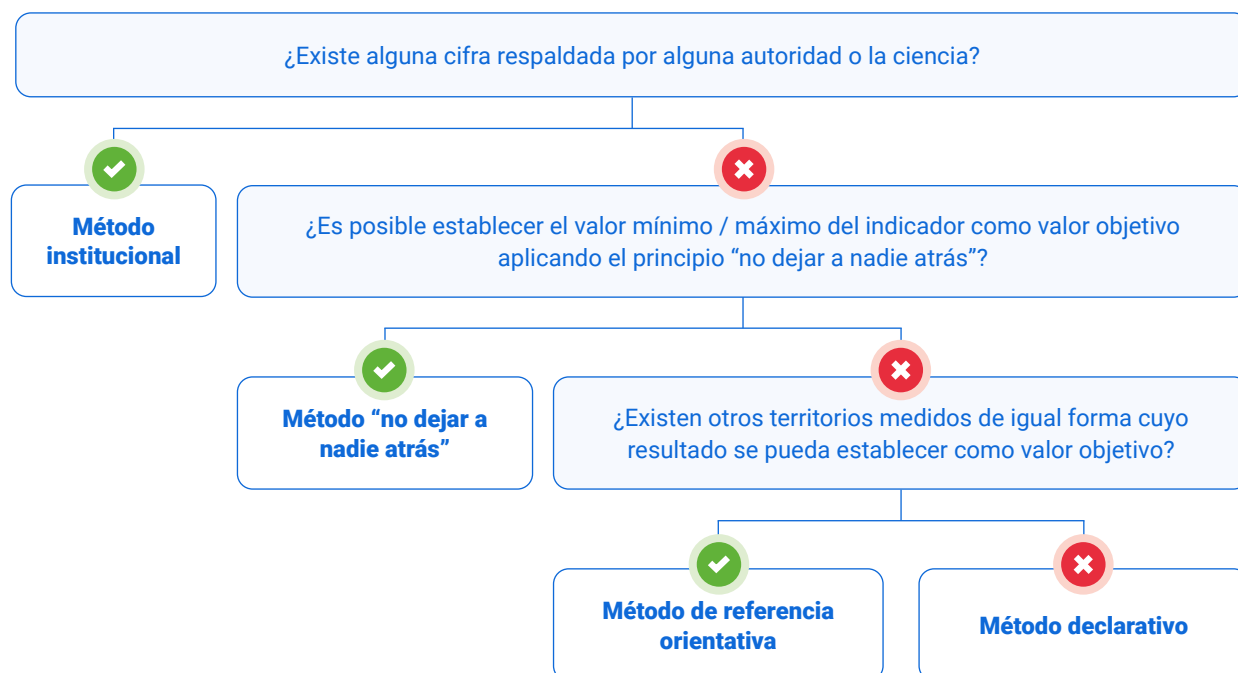 ¿Existe alguna cifra respaldada por alguna autoridad o la ciencia?
Método
institucional
¿Es posible establecer el valor mínimo / máximo del indicador como valor objetivo
aplicando el principio “no dejar a nadie atrás”?
Método “no dejar a
nadie atrás”
¿Existen otros territorios medidos de igual forma cuyo
resultado se pueda establecer como valor objetivo?
Método de referencia
orientativa
Método declarativo